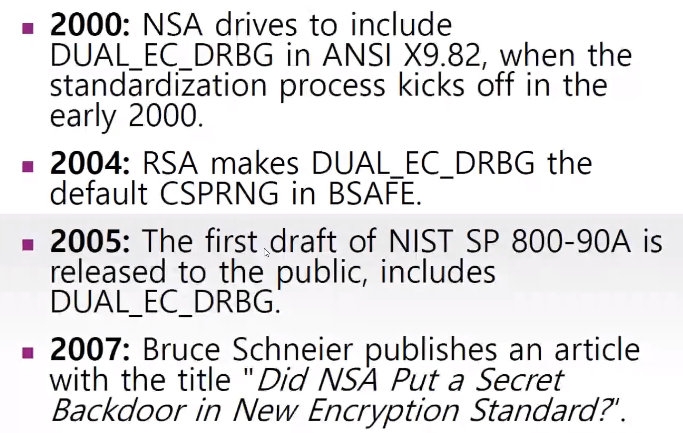 ▪ 2000: NSA drives to include
DUAL_EC_DRBG in ANSI X9.82, when the
standardization process kicks off in the
early 2000.
▪ 2004: RSA makes DUAL_EC_DRBG the
default CSPRNG in BSAFE.
▪ 2005: The first draft of NIST SP 800-90A is
released to the public, includes
DUAL_EC_DRBG.
▪ 2007: Bruce Schneier publishes an article
with the title "Did NSA Put a Secret
Backdoor in New Encryption Standard?".